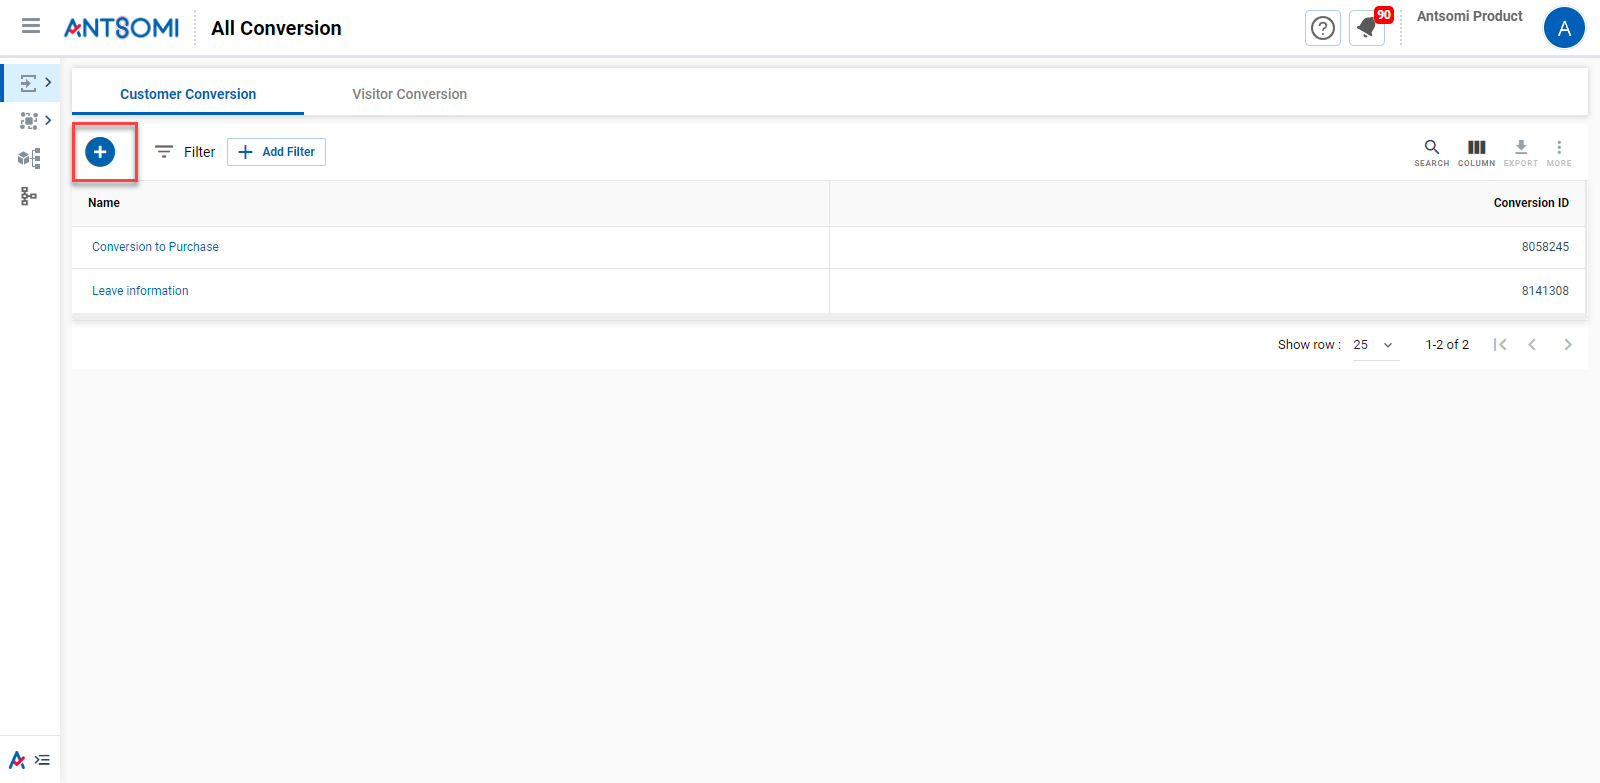 ANTSOMI
All Conversion
90
Antsomi Product
A
Customer Conversion
Visitor Conversion
Filter
Add Filter
SEARCH
COLUMN
EXPORT
MORE
Name
Conversion ID
Conversion to Purchase
8058245
Leave information
8141308
Show row :
25
1-2 of 2